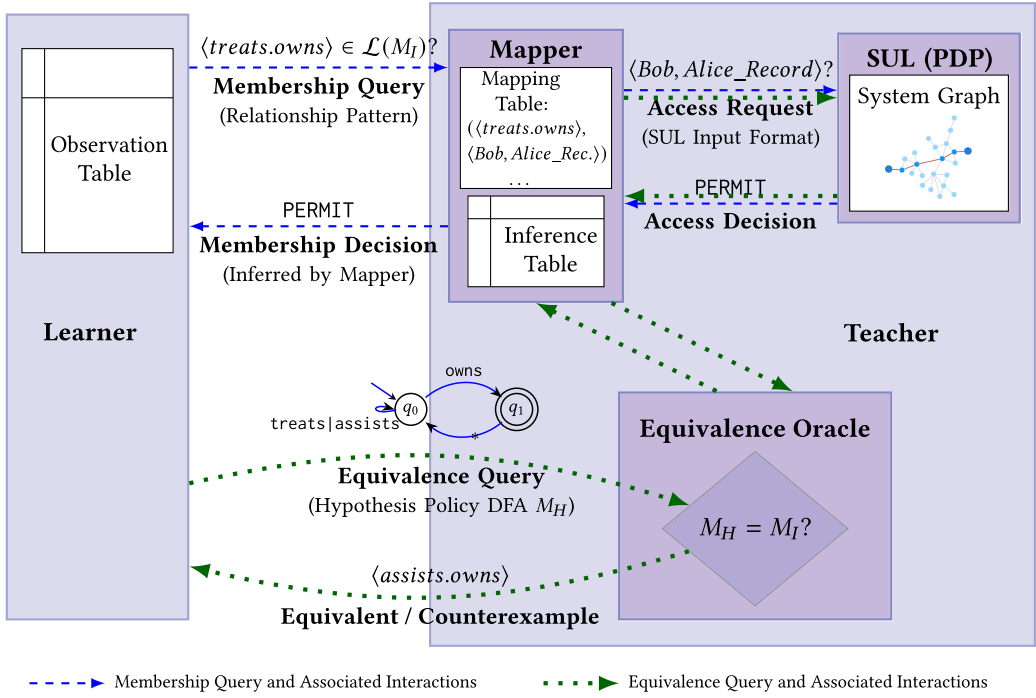 ⟨treats.owns⟩ ∈ ℒ(M_I)?
Membership Query
(Relationship Pattern)
Observation
Table
PERMIT
Membership Decision
(Inferred by Mapper)
Learner
Mapper
Mapping
Table:
(⟨treats.owns⟩,
⟨Bob, Alice_Rec.⟩)
...
Inference
Table
⟨Bob, Alice_Record⟩?
Access Request
(SUL Input Format)
PERMIT
Access Decision
SUL (PDP)
System Graph
Teacher
owns
q0
q1
treats|assists
*
Equivalence Query
(Hypothesis Policy DFA M_H)
Equivalence Oracle
M_H = M_I?
⟨assists.owns⟩
Equivalent / Counterexample
Membership Query and Associated Interactions
Equivalence Query and Associated Interactions